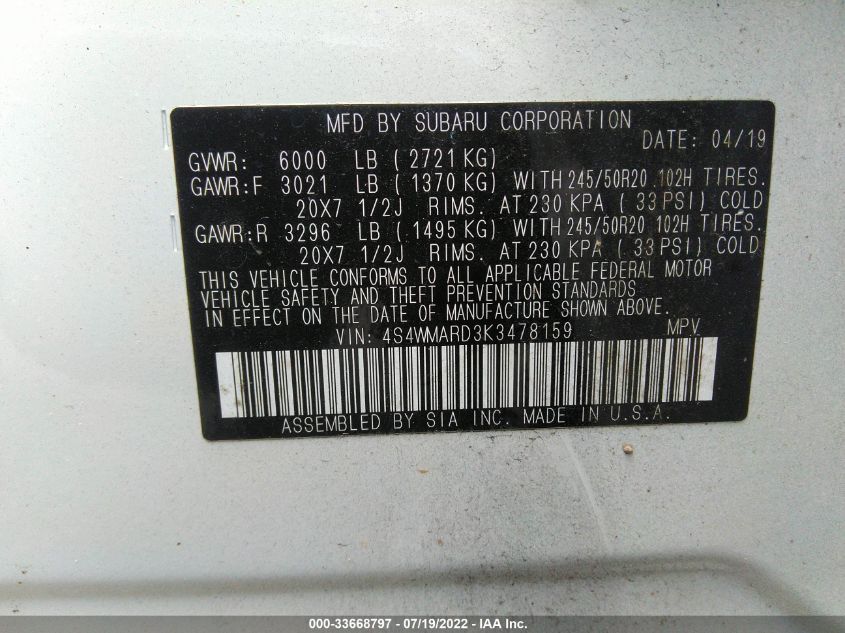 MFD BY SUBARU CORPORATION
DATE: 04/19
GVWR: 6000 LB ( 2721 KG)
GAWR:F 3021 LB ( 1370 KG) WITH 245/50R20 102H TIRES.
20X7 1/2J RIMS. AT 230 KPA ( 33 PSI) COLD
GAWR:R 3296 LB ( 1495 KG) WITH 245/50R20 102H TIRES.
20X7 1/2J RIMS. AT 230 KPA ( 33 PSI) COLD
THIS VEHICLE CONFORMS TO ALL APPLICABLE FEDERAL MOTOR
VEHICLE SAFETY AND THEFT PREVENTION STANDARDS
IN EFFECT ON THE DATE OF MANUFACTURE SHOWN ABOVE.
VIN: 4S4WMARD3K3478159 MPV
ASSEMBLED BY SIA INC. MADE IN U.S.A.
000-33668797 - 07/19/2022 - IAA Inc.